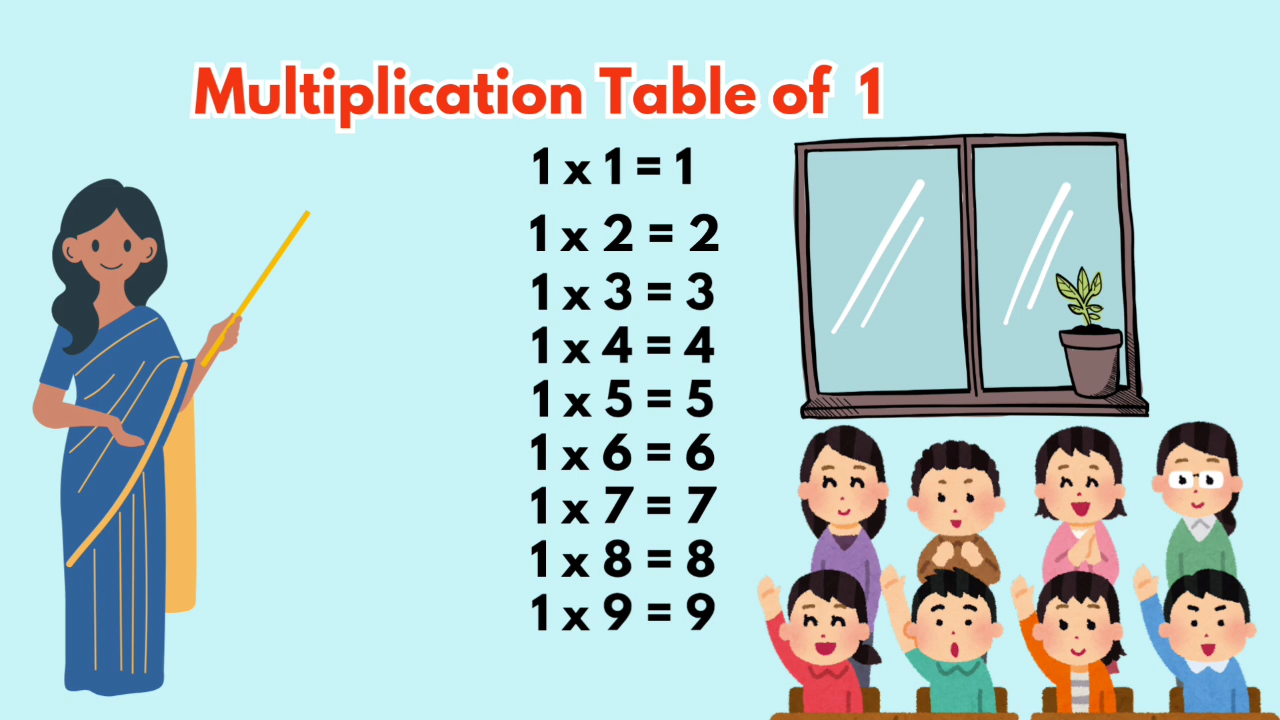 Multiplication Table of 1
1 x 1 = 1
1 x 2 = 2
1 x 3 = 3
1 x 4 = 4
1 x 5 = 5
1 x 6 = 6
1 x 7 = 7
1 x 8 = 8
1 x 9 = 9